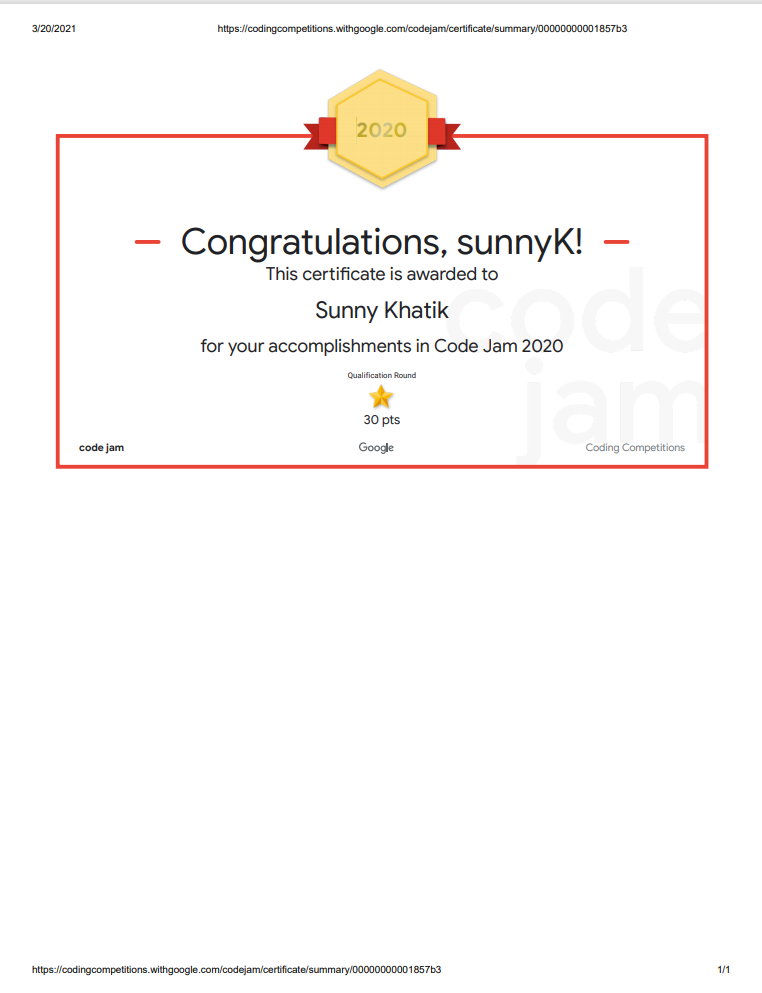 3/20/2021 https://codingcompetitions.withgoogle.com/codejam/certificate/summary/00000000001857b3
2020
Congratulations, sunnyK!
This certificate is awarded to
Sunny Khatik
for your accomplishments in Code Jam 2020
code
jam
Qualification Round
30 pts
code jam Google Coding Competitions
https://codingcompetitions.withgoogle.com/codejam/certificate/summary/00000000001857b3 1/1